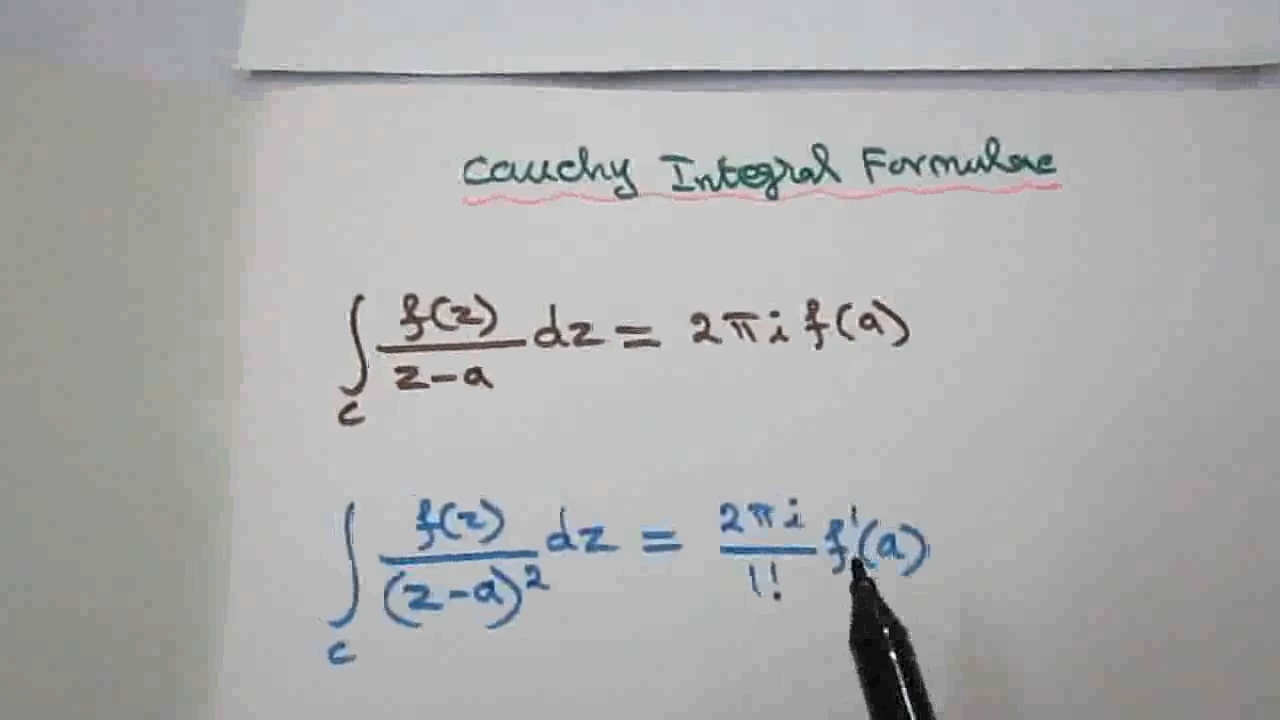 Cauchy Integral Formulae
∫_C f(z)/(z-a) dz = 2πi f(a)
∫_C f(z)/(z-a)² dz = 2πi/1! f'(a)